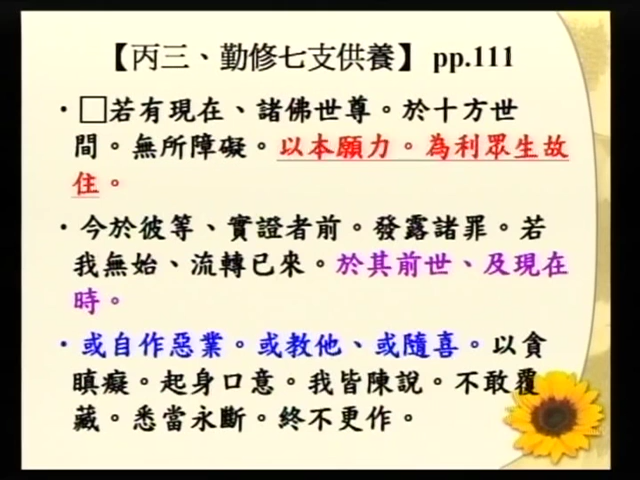 【丙三、勤修七支供養】 pp.111
·□若有現在、諸佛世尊。於十方世
間。無所障礙。以本願力。為利眾生故
住。
·今於彼等、實證者前。發露諸罪。若
我無始、流轉已來。於其前世、及現在
時。
·或自作惡業。或教他、或隨喜。以貪
瞋癡。起身口意。我皆陳說。不敢覆
藏。悉當永斷。終不更作。